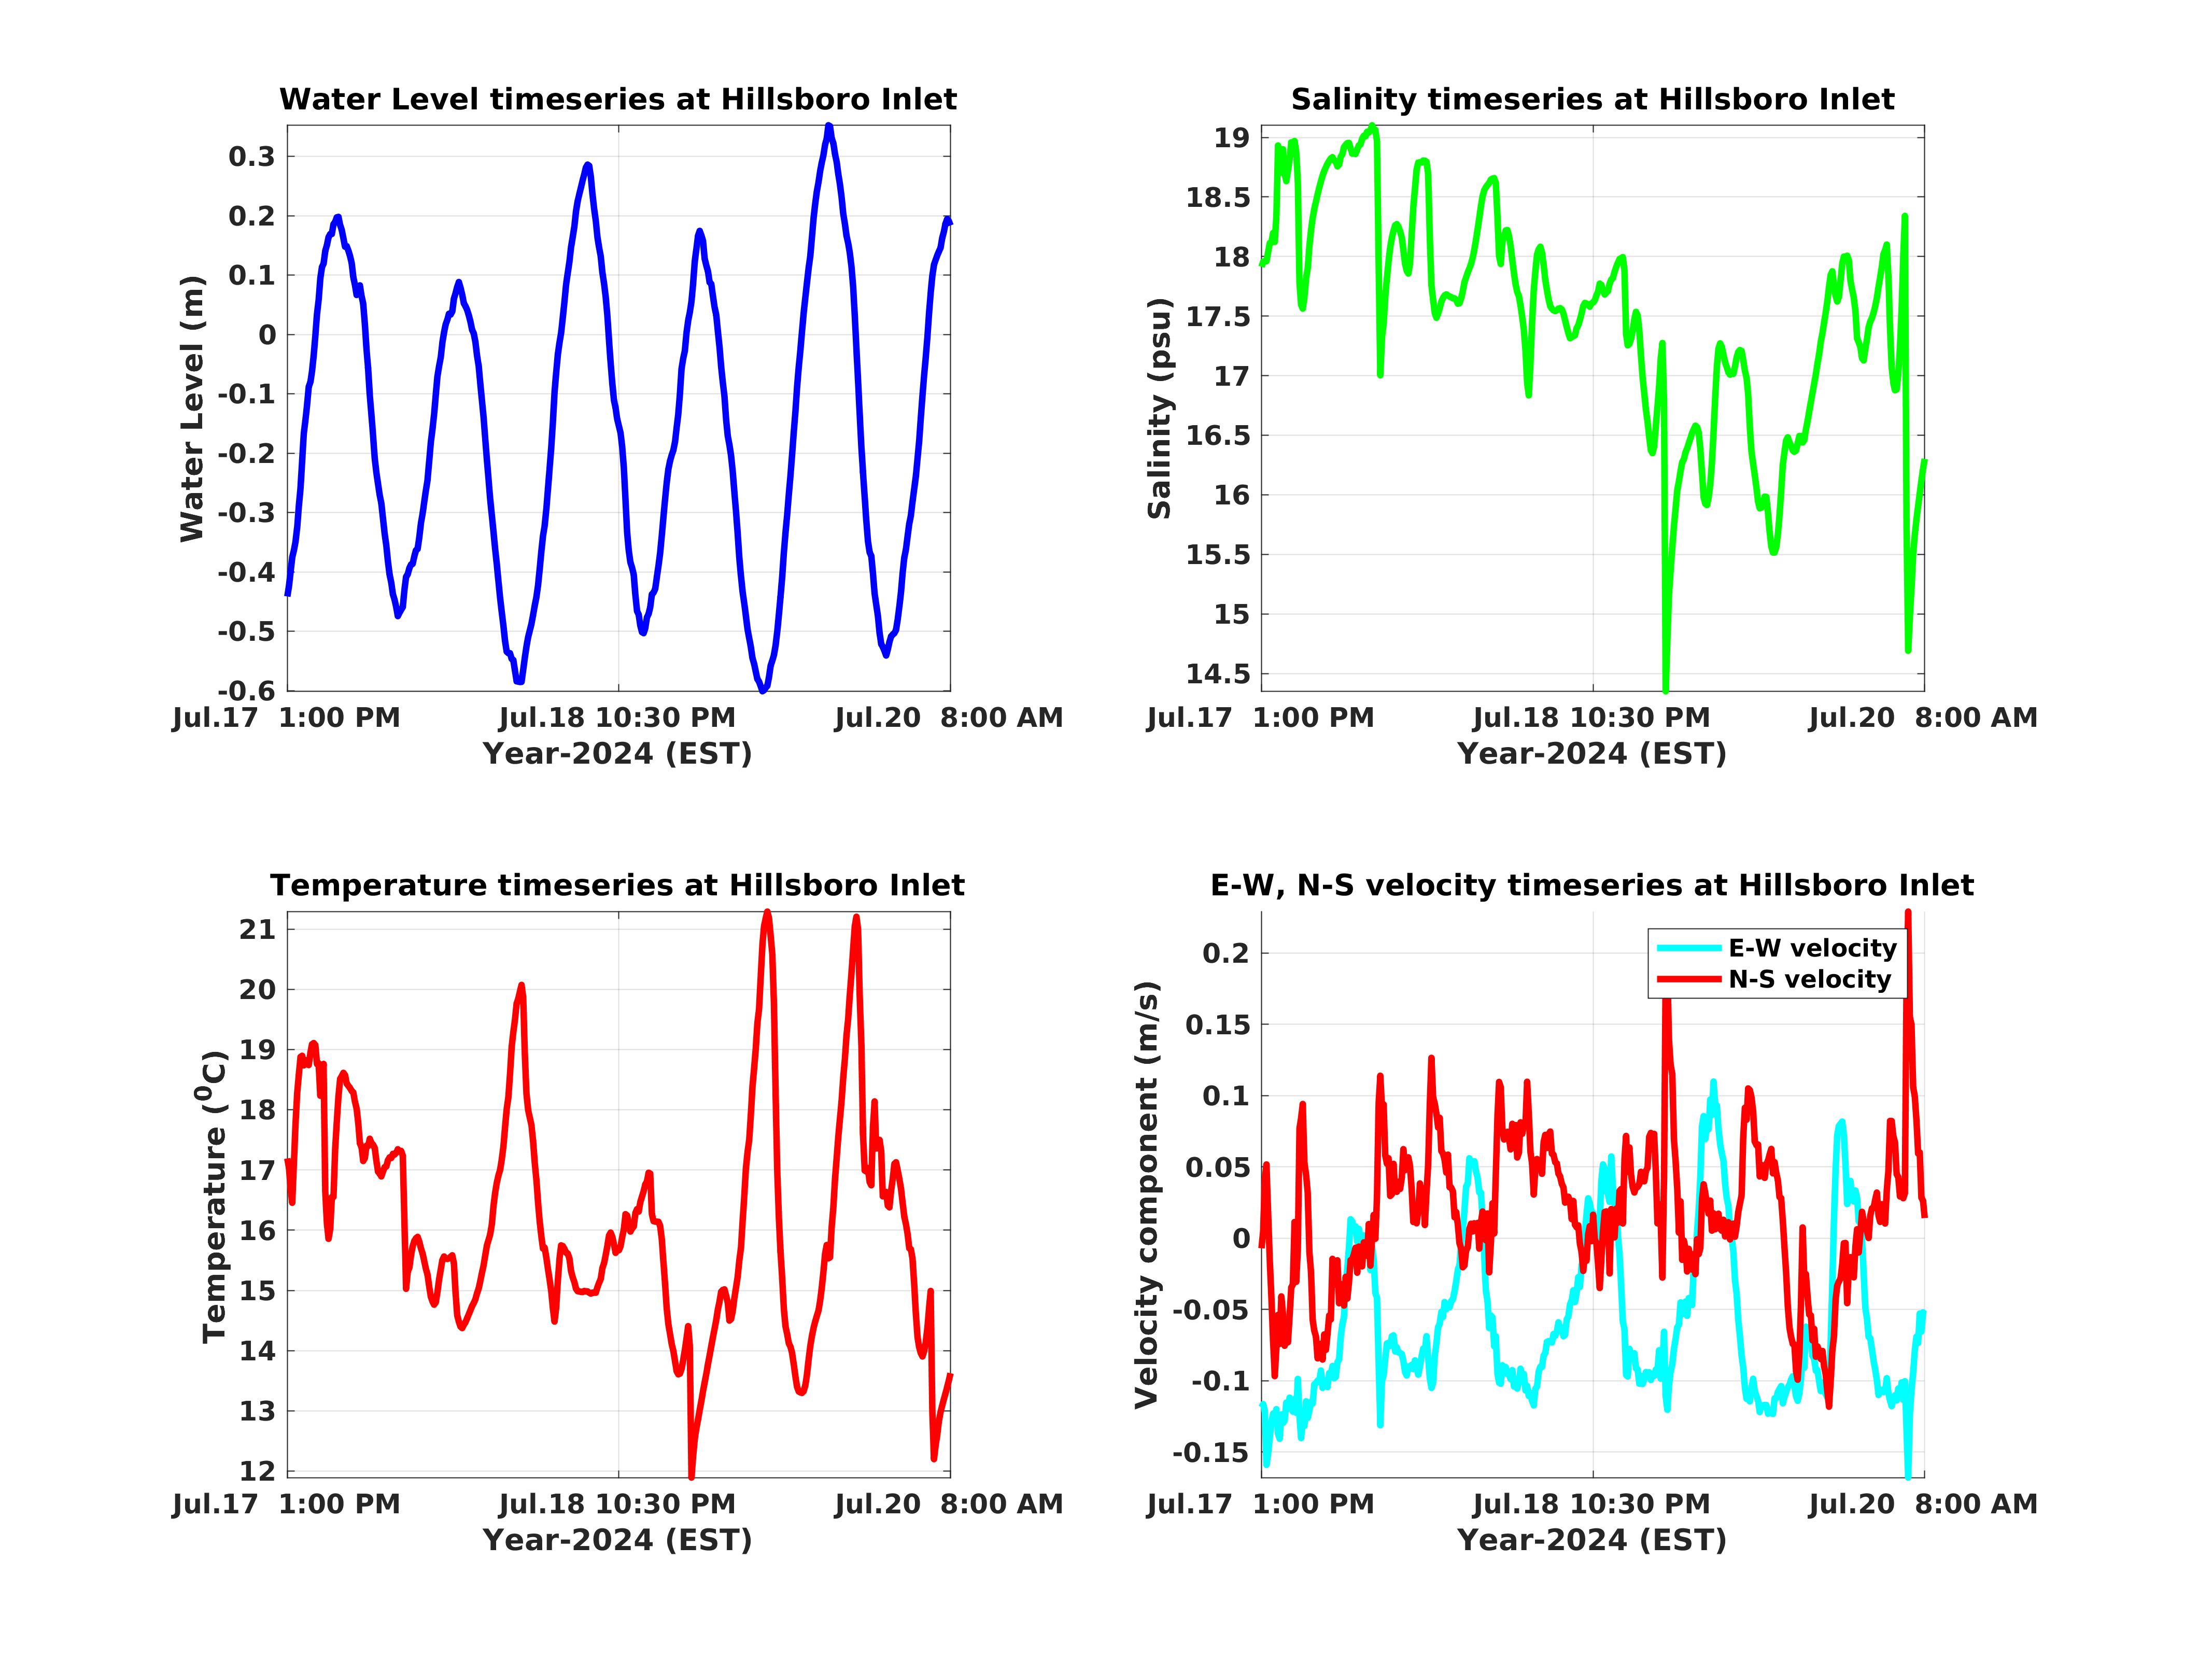 Water Level timeseries at Hillsboro Inlet
Water Level (m)
0.3
0.2
0.1
0
-0.1
-0.2
-0.3
-0.4
-0.5
-0.6
Jul.17  1:00 PM
Jul.18 10:30 PM
Jul.20  8:00 AM
Year-2024 (EST)
Salinity timeseries at Hillsboro Inlet
Salinity (psu)
19
18.5
18
17.5
17
16.5
16
15.5
15
14.5
Jul.17  1:00 PM
Jul.18 10:30 PM
Jul.20  8:00 AM
Year-2024 (EST)
Temperature timeseries at Hillsboro Inlet
Temperature (⁰C)
21
20
19
18
17
16
15
14
13
12
Jul.17  1:00 PM
Jul.18 10:30 PM
Jul.20  8:00 AM
Year-2024 (EST)
E-W, N-S velocity timeseries at Hillsboro Inlet
Velocity component (m/s)
0.2
0.15
0.1
0.05
0
-0.05
-0.1
-0.15
E-W velocity
N-S velocity
Jul.17  1:00 PM
Jul.18 10:30 PM
Jul.20  8:00 AM
Year-2024 (EST)